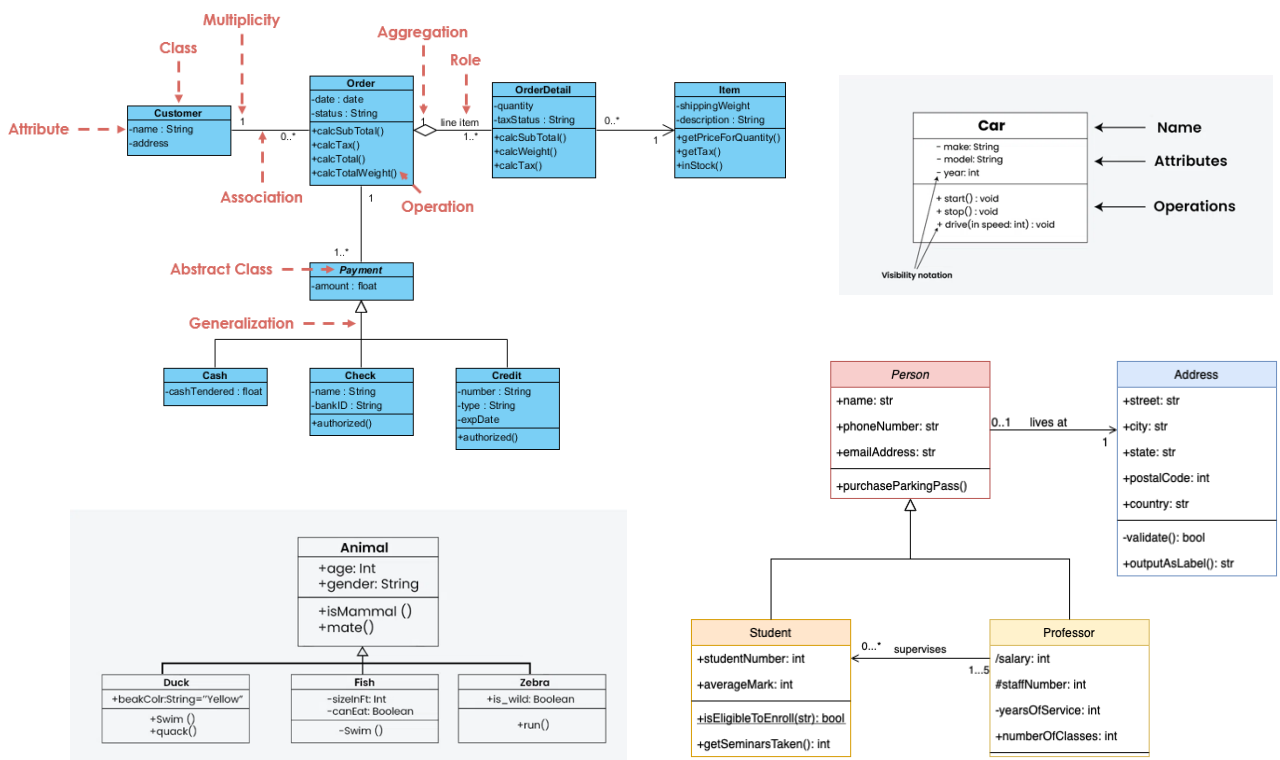 Multiplicity
Class
Aggregation
Role
Attribute
Association
Operation
Abstract Class
Generalization
Customer
-name : String
-address
1
0..*
Order
-date : date
-status : String
+calcSubTotal()
+calcTax()
+calcTotal()
+calcTotalWeight()
1
line item
1..*
OrderDetail
-quantity
-taxStatus : String
+calcSubTotal()
+calcWeight()
+calcTax()
0..*
1
Item
-shippingWeight
-description : String
+getPriceForQuantity()
+getTax()
+inStock()
1
1..*
Payment
-amount : float
Cash
-cashTendered : float
Check
-name : String
-bankID : String
+authorized()
Credit
-number : String
-type : String
-expDate
+authorized()
Car
- make: String
- model: String
- year: int
+ start() : void
+ stop() : void
+ drive(in speed: int) : void
Name
Attributes
Operations
Visibility notation
Animal
+age: Int
+gender: String
+isMammal ()
+mate()
Duck
+beakColr:String="Yellow"
+Swim ()
+quack()
Fish
-sizeInFt: Int
-canEat: Boolean
-Swim ()
Zebra
+is_wild: Boolean
+run()
Person
+name: str
+phoneNumber: str
+emailAddress: str
+purchaseParkingPass()
0..1 lives at
1
Address
+street: str
+city: str
+state: str
+postalCode: int
+country: str
-validate(): bool
+outputAsLabel(): str
Student
+studentNumber: int
+averageMark: int
+isEligibleToEnroll(str): bool
+getSeminarsTaken(): int
0...* supervises
1...5
Professor
/salary: int
#staffNumber: int
-yearsOfService: int
+numberOfClasses: int